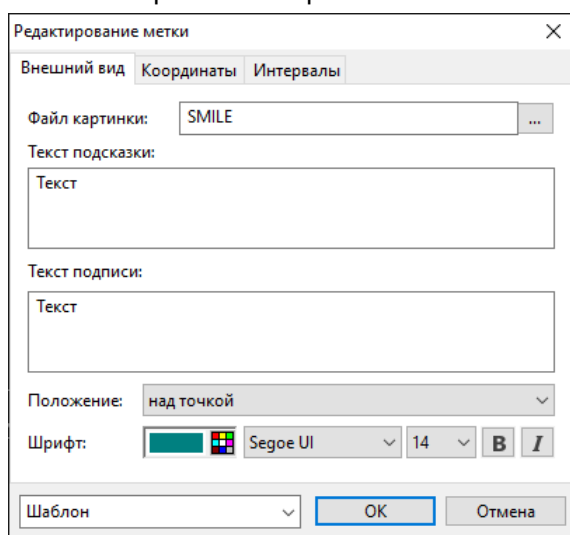 Редактирование метки
Внешний вид Координаты Интервалы
Файл картинки: SMILE ...
Текст подсказки:
Текст
Текст подписи:
Текст
Положение: над точкой
Шрифт: Segoe UI 14 B I
Шаблон OK Отмена